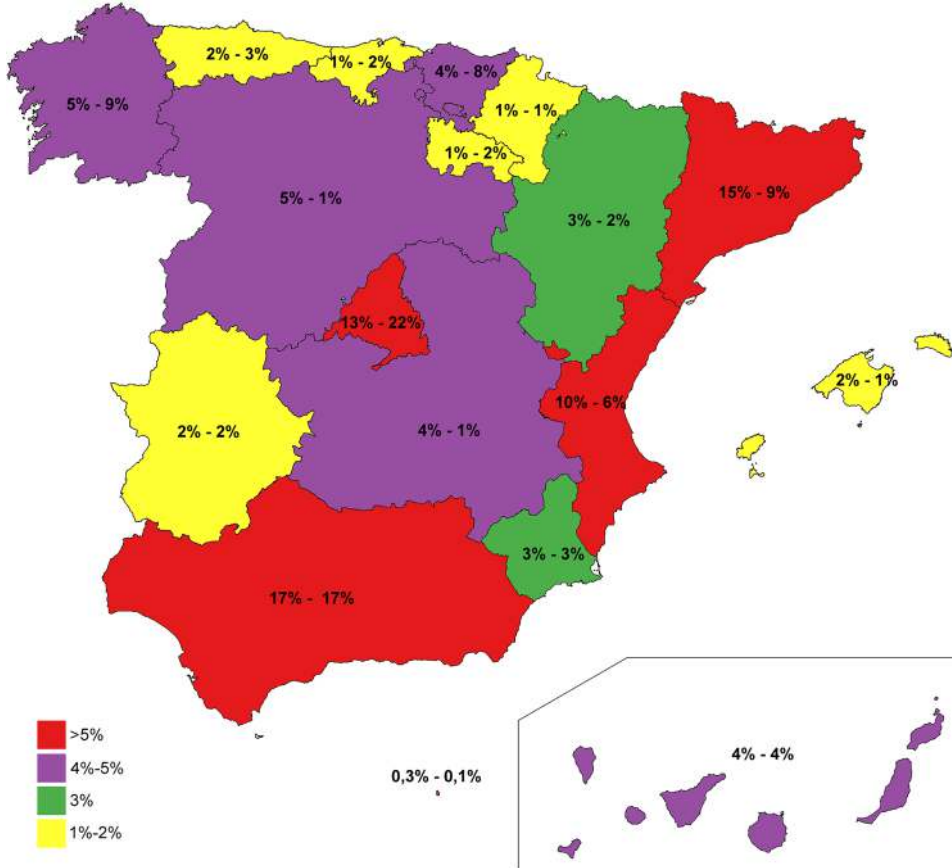 2% - 3%
1% - 2%
4% - 8%
5% - 9%
1% - 1%
1% - 2%
15% - 9%
5% - 1%
3% - 2%
13% - 22%
2% - 1%
10% - 6%
2% - 2%
4% - 1%
3% - 3%
17% - 17%
>5%
4%-5%
3%
1%-2%
0,3% - 0,1%
4% - 4%